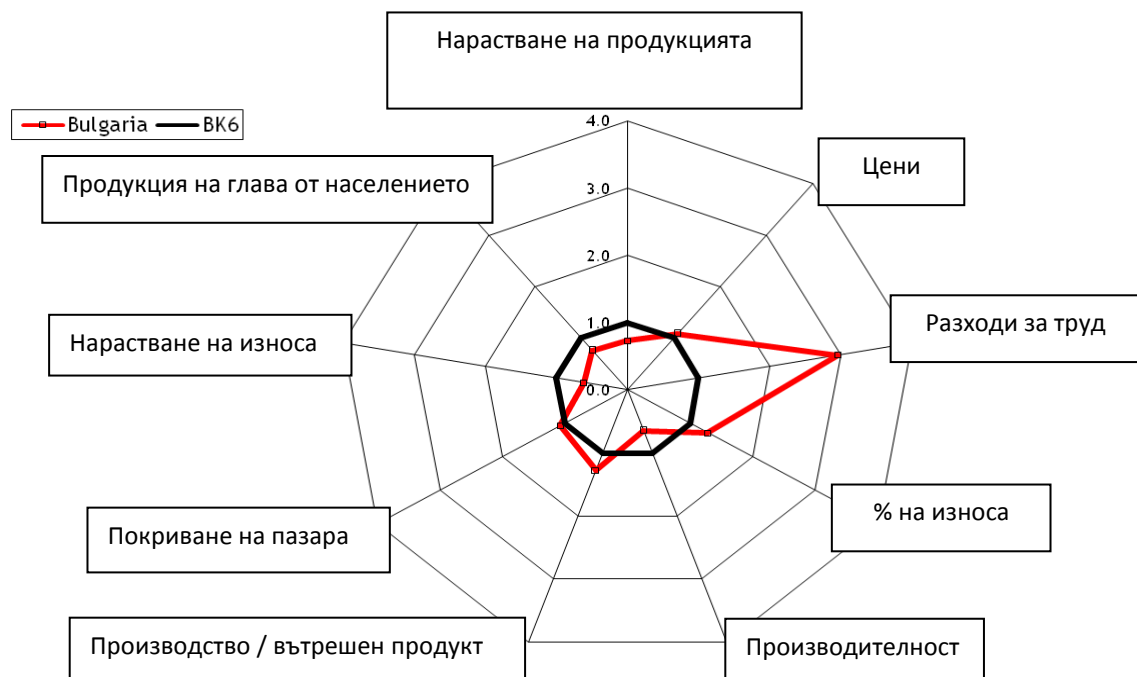 Нарастване на продукцията
Bulgaria BK6
4.0
Цени
Продукция на глава от населението
3.0
2.0
Разходи за труд
Нарастване на износа
1.0
0.0
% на износа
Покриване на пазара
Производство / вътрешен продукт
Производителност